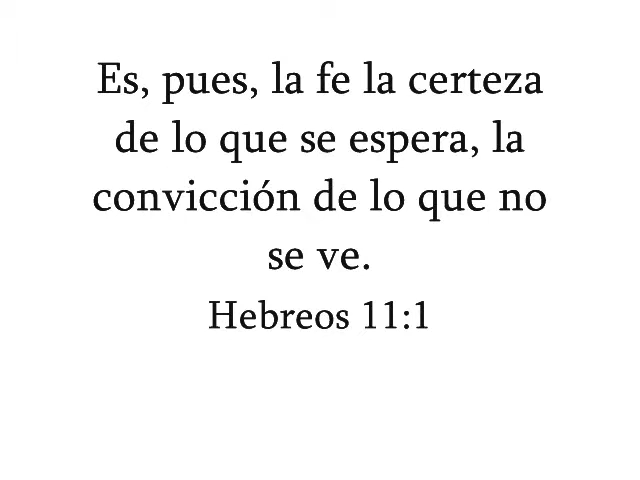 Es, pues, la fe la certeza
de lo que se espera, la
convicción de lo que no
se ve.
Hebreos 11:1